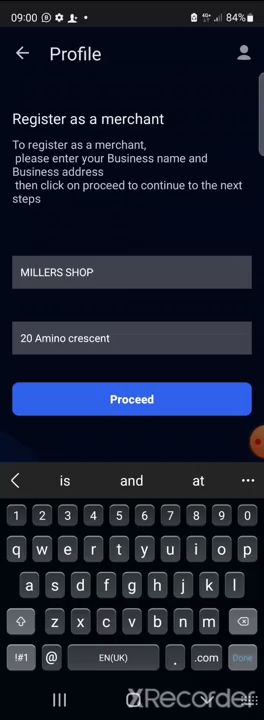 09:00
84%
Profile
Register as a merchant
To register as a merchant,
please enter your Business name and
Business address
then click on proceed to continue to the next
steps
MILLERS SHOP
20 Amino crescent
Proceed
is and at
1 2 3 4 5 6 7 8 9 0
q w e r t y u i o p
a s d f g h j k l
z x c v b n m
!#1 @ EN(UK) . .com Done
XRecorder